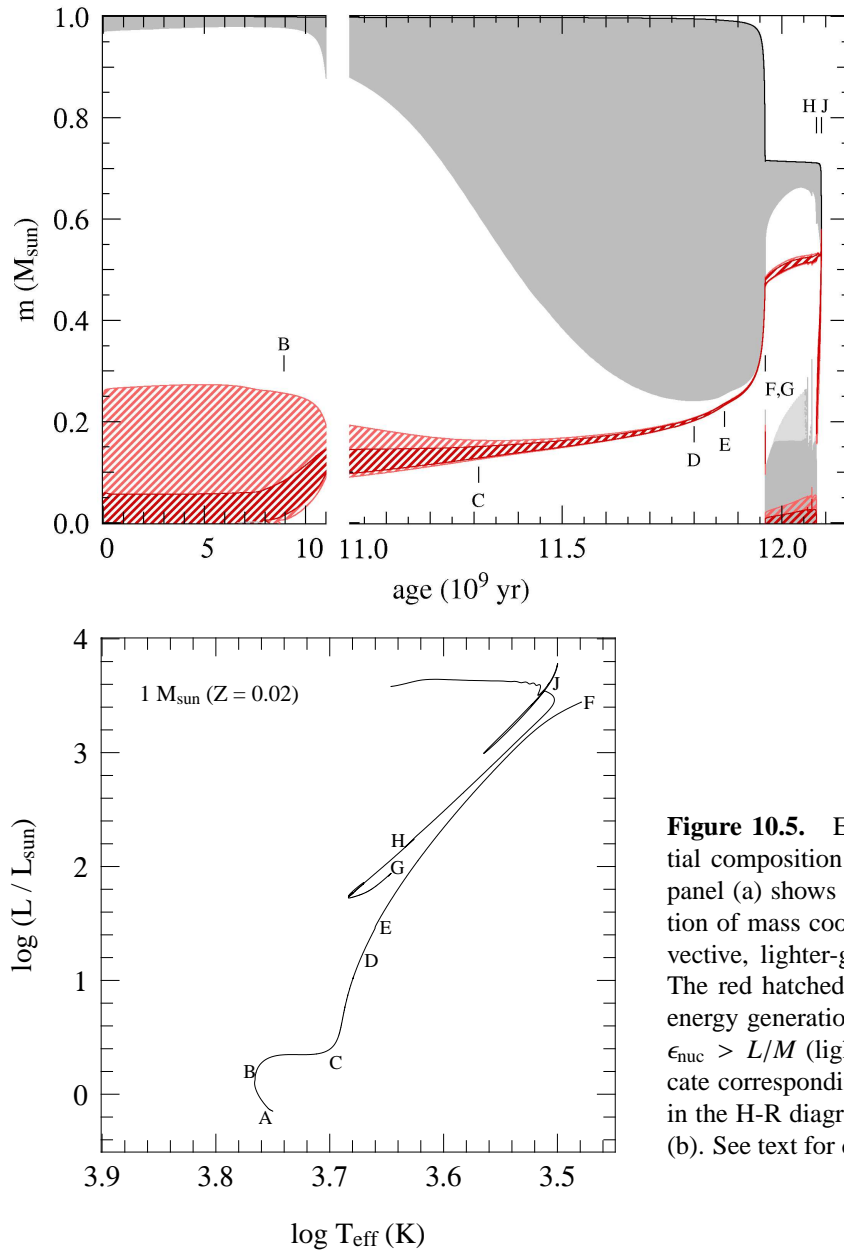 1.0
0.8
0.6
0.4
0.2
0.0
m (Msun)
B
C
D
E
F,G
H J
0 5 10 11.0 11.5 12.0
age (10⁹ yr)
4
3
2
1
0
log (L / Lsun)
1 Msun (Z = 0.02)
J
F
H
G
E
D
C
B
A
3.9 3.8 3.7 3.6 3.5
log Teff (K)
Figure 10.5. E
tial composition
panel (a) shows
tion of mass coo
vective, lighter-g
The red hatched
energy generatio
ϵnuc > L/M (ligh
cate correspondi
in the H-R diagr
(b). See text for